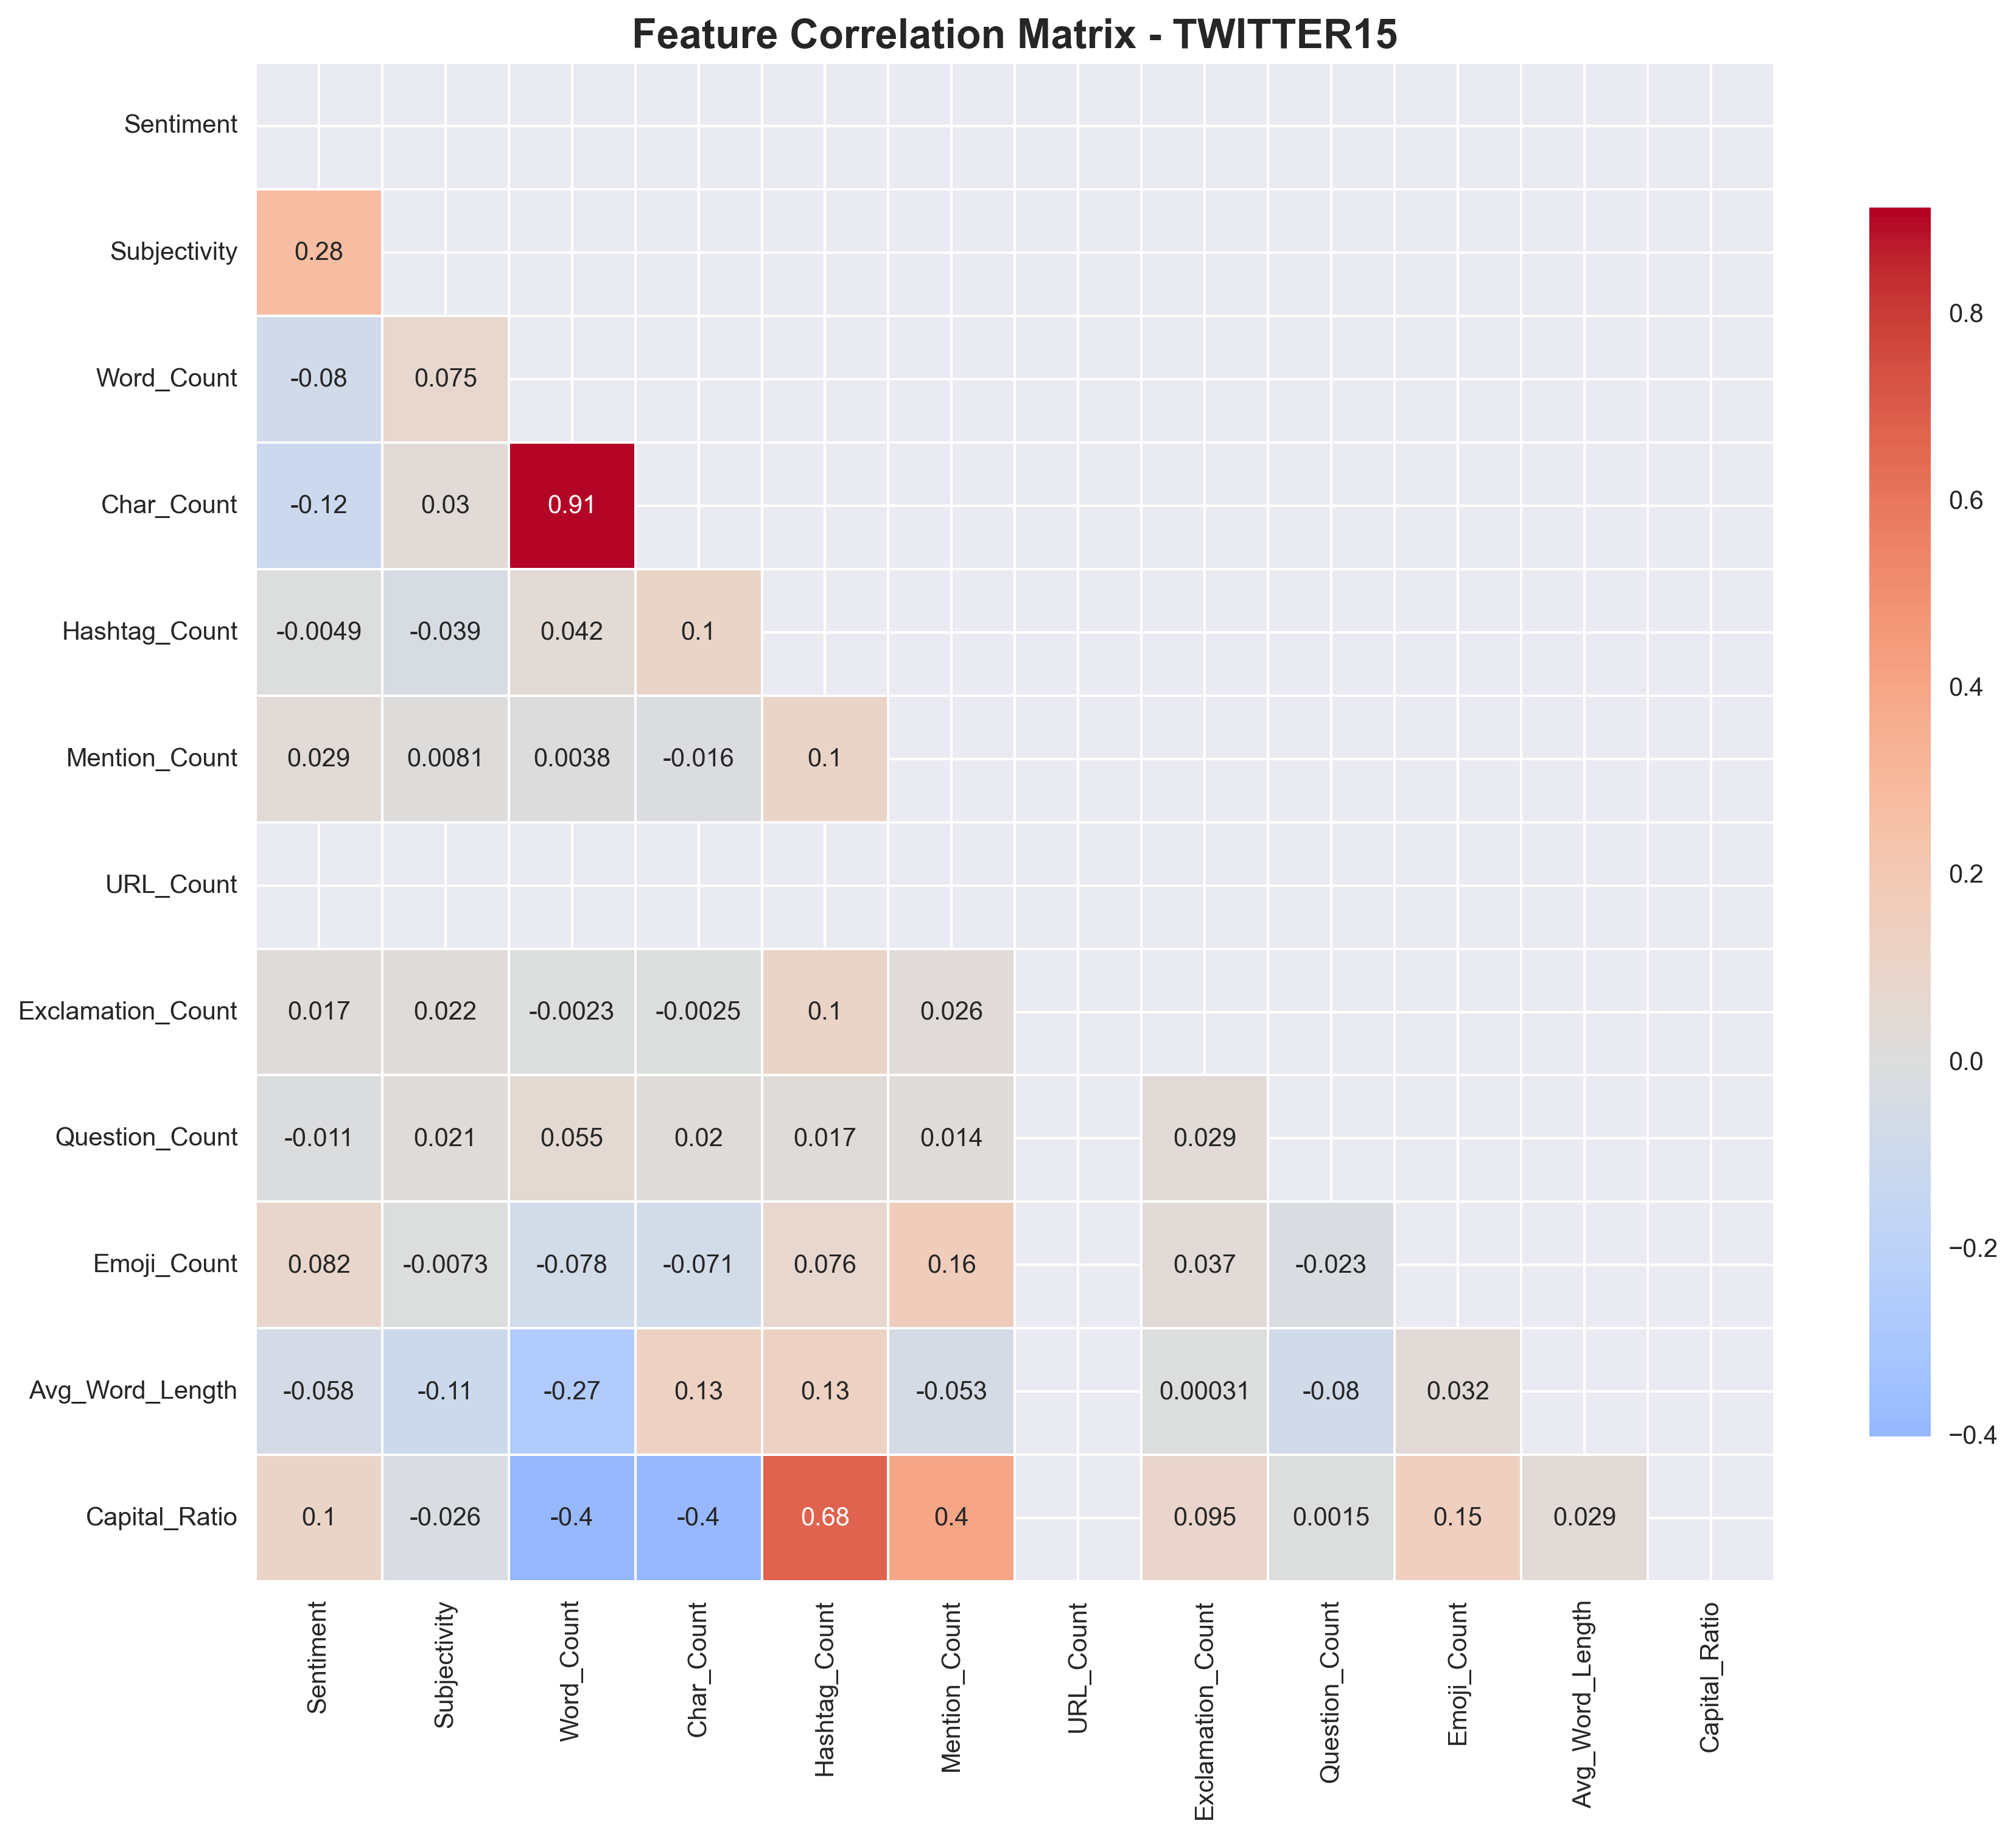 Feature Correlation Matrix - TWITTER15
Sentiment
Subjectivity 0.28
Word_Count -0.08 0.075
Char_Count -0.12 0.03 0.91
Hashtag_Count -0.0049 -0.039 0.042 0.1
Mention_Count 0.029 0.0081 0.0038 -0.016 0.1
URL_Count
Exclamation_Count 0.017 0.022 -0.0023 -0.0025 0.1 0.026
Question_Count -0.011 0.021 0.055 0.02 0.017 0.014 0.029
Emoji_Count 0.082 -0.0073 -0.078 -0.071 0.076 0.16 0.037 -0.023
Avg_Word_Length -0.058 -0.11 -0.27 0.13 0.13 -0.053 0.00031 -0.08 0.032
Capital_Ratio 0.1 -0.026 -0.4 -0.4 0.68 0.4 0.095 0.0015 0.15 0.029
Sentiment
Subjectivity
Word_Count
Char_Count
Hashtag_Count
Mention_Count
URL_Count
Exclamation_Count
Question_Count
Emoji_Count
Avg_Word_Length
Capital_Ratio
0.8
0.6
0.4
0.2
0.0
−0.2
−0.4